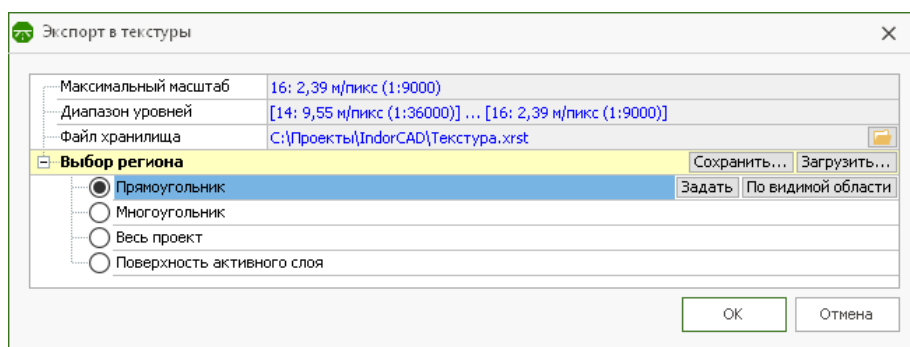 Экспорт в текстуры
Максимальный масштаб 16: 2,39 м/пикс (1:9000)
Диапазон уровней [14: 9,55 м/пикс (1:36000)] ... [16: 2,39 м/пикс (1:9000)]
Файл хранилища C:\Проекты\IndorCAD\Текстура.xrst
Выбор региона Сохранить... Загрузить...
Прямоугольник Задать По видимой области
Многоугольник
Весь проект
Поверхность активного слоя
ОК Отмена